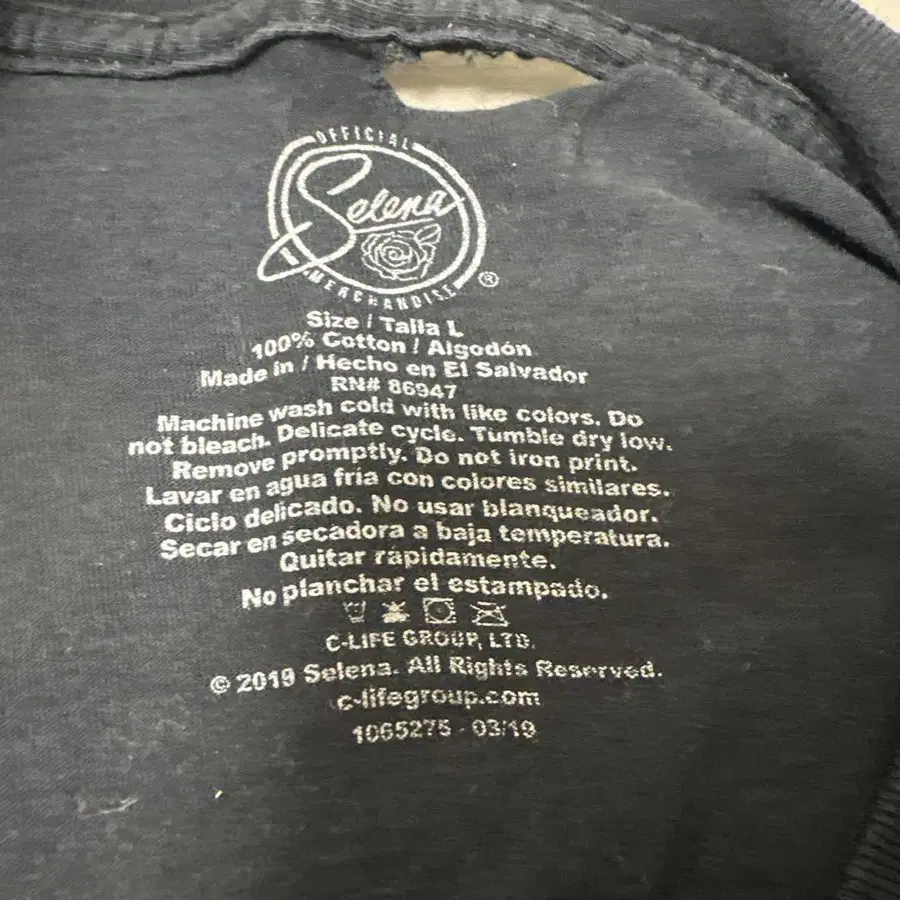 OFFICIAL
Selena
MERCHANDISE ®
Size / Talla L
100% Cotton / Algodón
Made in / Hecho en El Salvador
RN# 86947
Machine wash cold with like colors. Do
not bleach. Delicate cycle. Tumble dry low.
Remove promptly. Do not iron print.
Lavar en agua fría con colores similares.
Ciclo delicado. No usar blanqueador.
Secar en secadora a baja temperatura.
Quitar rápidamente.
No planchar el estampado.
C-LIFE GROUP, LTD.
© 2019 Selena. All Rights Reserved.
c-lifegroup.com
1065275 - 03/19